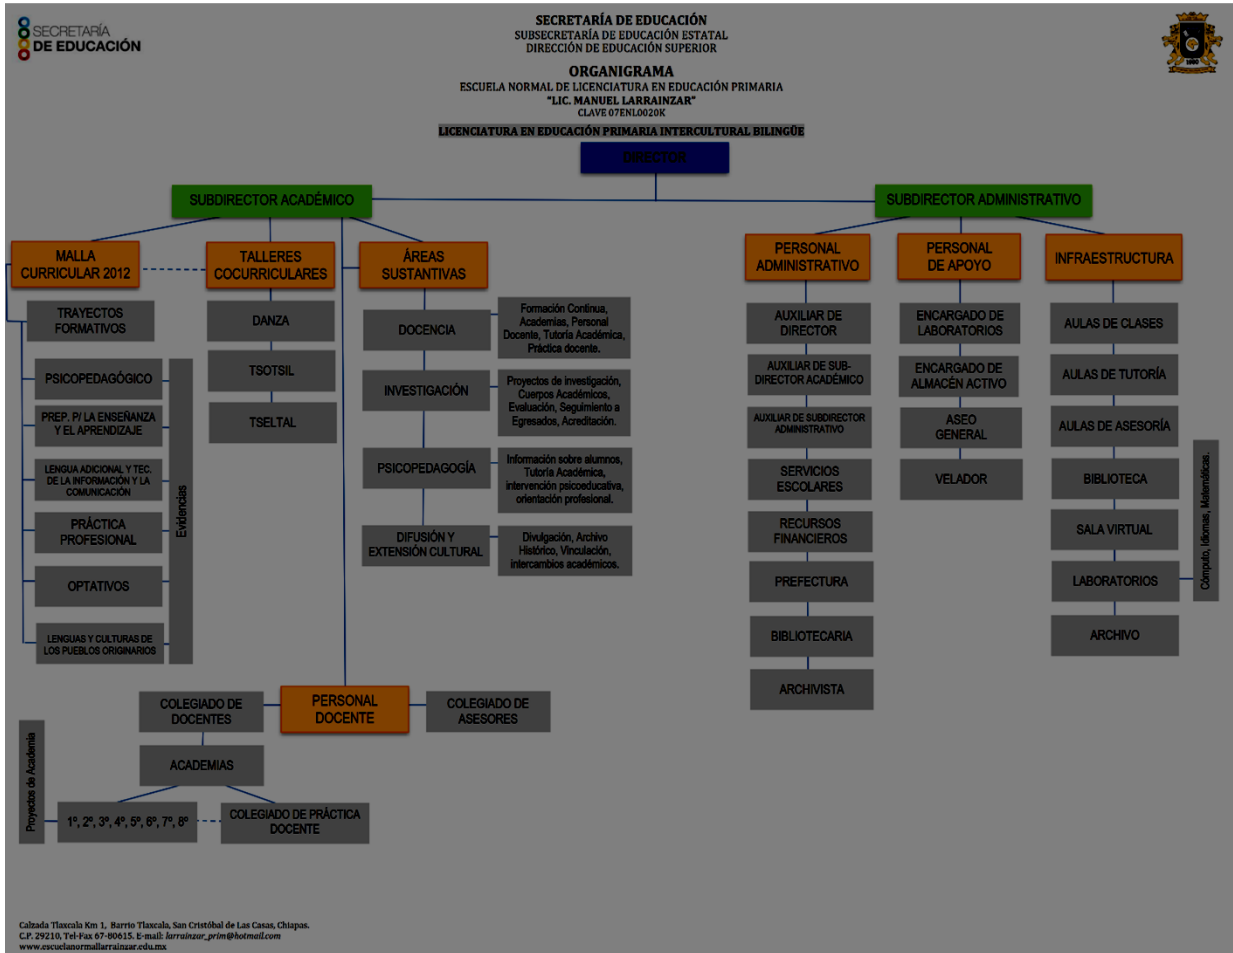 SECRETARÍA
DE EDUCACIÓN
SECRETARÍA DE EDUCACIÓN
SUBSECRETARÍA DE EDUCACIÓN ESTATAL
DIRECCIÓN DE EDUCACIÓN SUPERIOR
ORGANIGRAMA
ESCUELA NORMAL DE LICENCIATURA EN EDUCACIÓN PRIMARIA
"LIC. MANUEL LARRAINZAR"
CLAVE 07ENL0020K
LICENCIATURA EN EDUCACIÓN PRIMARIA INTERCULTURAL BILINGÜE
DIRECTOR
SUBDIRECTOR ACADÉMICO
SUBDIRECTOR ADMINISTRATIVO
MALLA
CURRICULAR 2012
TALLERES
COCURRICULARES
ÁREAS
SUSTANTIVAS
PERSONAL
ADMINISTRATIVO
PERSONAL
DE APOYO
INFRAESTRUCTURA
TRAYECTOS
FORMATIVOS
PSICOPEDAGÓGICO
PREP. P/ LA ENSEÑANZA
Y EL APRENDIZAJE
LENGUA ADICIONAL Y TEC.
DE LA INFORMACIÓN Y LA
COMUNICACIÓN
PRÁCTICA
PROFESIONAL
OPTATIVOS
LENGUAS Y CULTURAS DE
LOS PUEBLOS ORIGINARIOS
Evidencias
DANZA
TSOTSIL
TSELTAL
DOCENCIA
Formación Continua,
Academias, Personal
Docente, Tutoría Académica,
Práctica docente.
INVESTIGACIÓN
Proyectos de investigación,
Cuerpos Académicos,
Evaluación, Seguimiento a
Egresados, Acreditación.
PSICOPEDAGOGÍA
Información sobre alumnos,
Tutoría Académica,
intervención psicoeducativa,
orientación profesional.
DIFUSIÓN Y
EXTENSIÓN CULTURAL
Divulgación, Archivo
Histórico, Vinculación,
intercambios académicos.
AUXILIAR DE
DIRECTOR
AUXILIAR DE SUB-
DIRECTOR ACADÉMICO
AUXILIAR DE SUBDIRECTOR
ADMINISTRATIVO
SERVICIOS
ESCOLARES
RECURSOS
FINANCIEROS
PREFECTURA
BIBLIOTECARIA
ARCHIVISTA
ENCARGADO DE
LABORATORIOS
ENCARGADO DE
ALMACÉN ACTIVO
ASEO
GENERAL
VELADOR
AULAS DE CLASES
AULAS DE TUTORÍA
AULAS DE ASESORÍA
BIBLIOTECA
SALA VIRTUAL
LABORATORIOS
ARCHIVO
Cómputo, Idiomas, Matemáticas.
COLEGIADO DE
DOCENTES
PERSONAL
DOCENTE
COLEGIADO DE
ASESORES
ACADEMIAS
Proyectos de Academia
1º, 2º, 3º, 4º, 5º, 6º, 7º, 8º
COLEGIADO DE PRÁCTICA
DOCENTE
Calzada Tlaxcala Km 1, Barrio Tlaxcala, San Cristóbal de Las Casas, Chiapas.
C.P. 29210, Tel-Fax 67-80615. E-mail: larrainzar_prim@hotmail.com
www.escuelanormallarrainzar.edu.mx